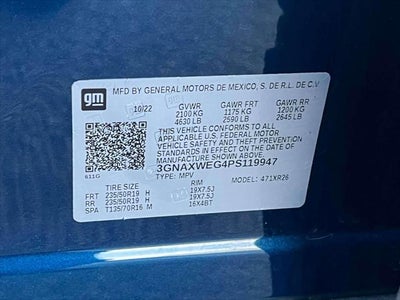 gm
MFD BY GENERAL MOTORS DE MEXICO, S. DE R.L. DE C.V
10/22 GVWR GAWR FRT GAWR RR
2100 KG 1175 KG 1200 KG
4630 LB 2590 LB 2645 LB
THIS VEHICLE CONFORMS TO ALL
APPLICABLE U.S. FEDERAL MOTOR
VEHICLE SAFETY AND THEFT PREVENTION
STANDARDS IN EFFECT ON THE DATE OF
MANUFACTURE SHOWN ABOVE.
3GNAXWEG4PS119947
611G
TYPE: MPV MODEL: 471XR26
TIRE SIZE RIM
FRT 235/50R19 H 19X7.5J
RR 235/50R19 H 19X7.5J
SPA T135/70R16 M 16X4BT